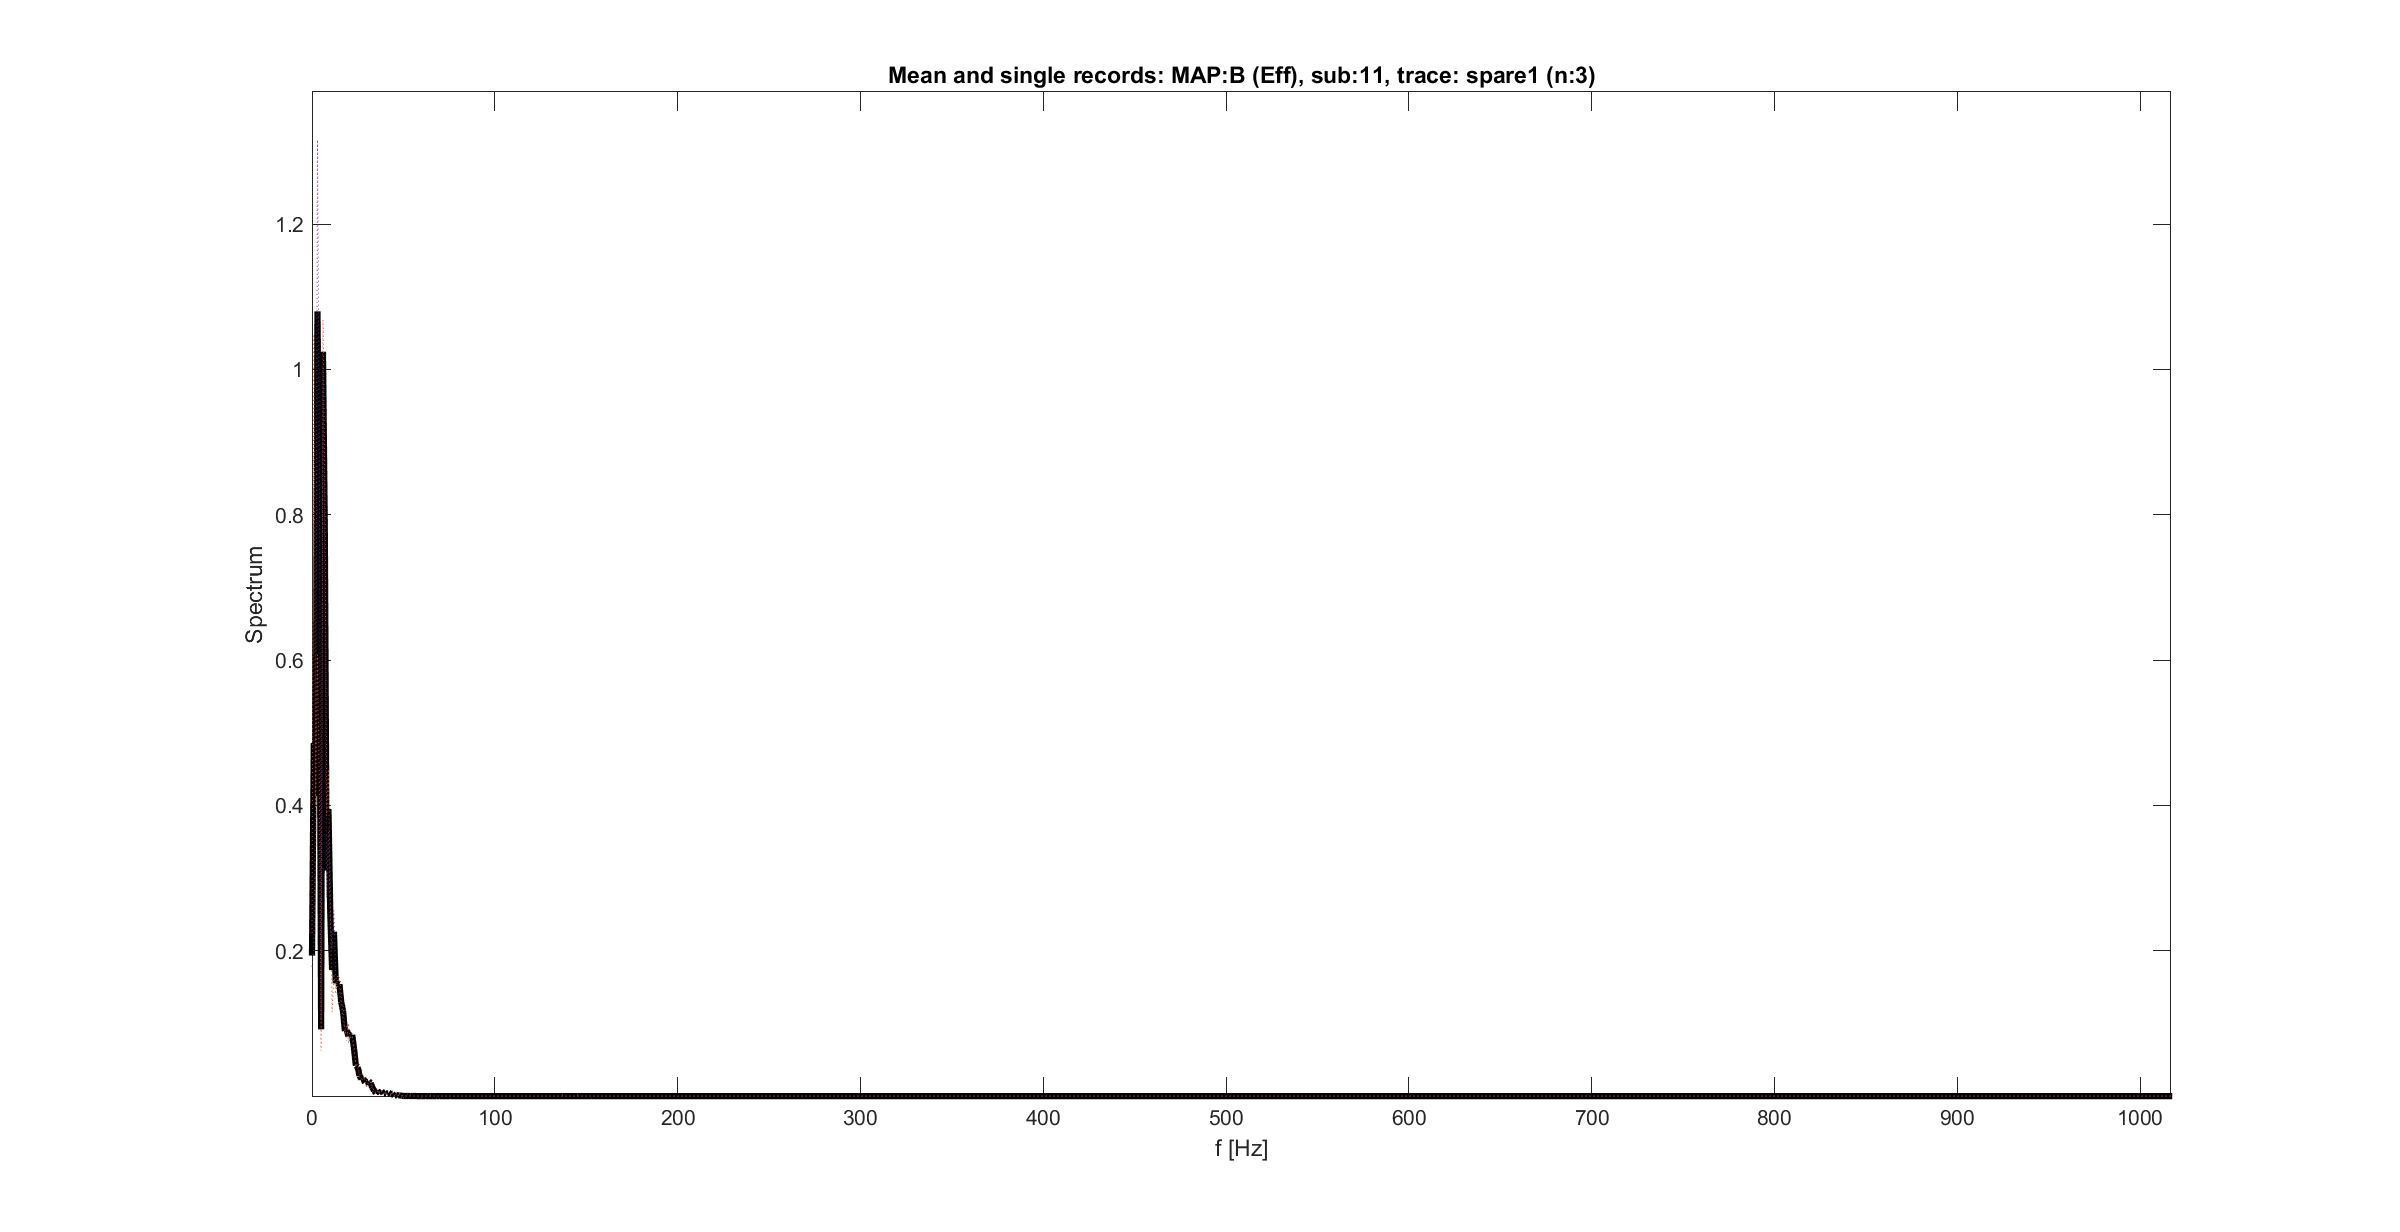 Mean and single records: MAP:B (Eff), sub:11, trace: spare1 (n:3)
1.2
1
0.8
0.6
0.4
0.2
Spectrum
0 100 200 300 400 500 600 700 800 900 1000
f [Hz]